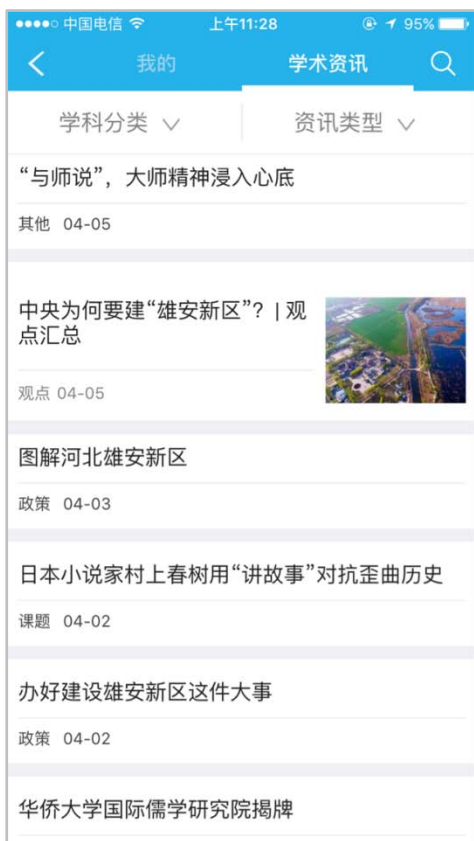 中国电信 上午11:28 95%
我的 学术资讯
学科分类 资讯类型
“与师说”，大师精神浸入心底
其他 04-05
中央为何要建“雄安新区”？| 观
点汇总
观点 04-05
图解河北雄安新区
政策 04-03
日本小说家村上春树用“讲故事”对抗歪曲历史
课题 04-02
办好建设雄安新区这件大事
政策 04-02
华侨大学国际儒学研究院揭牌